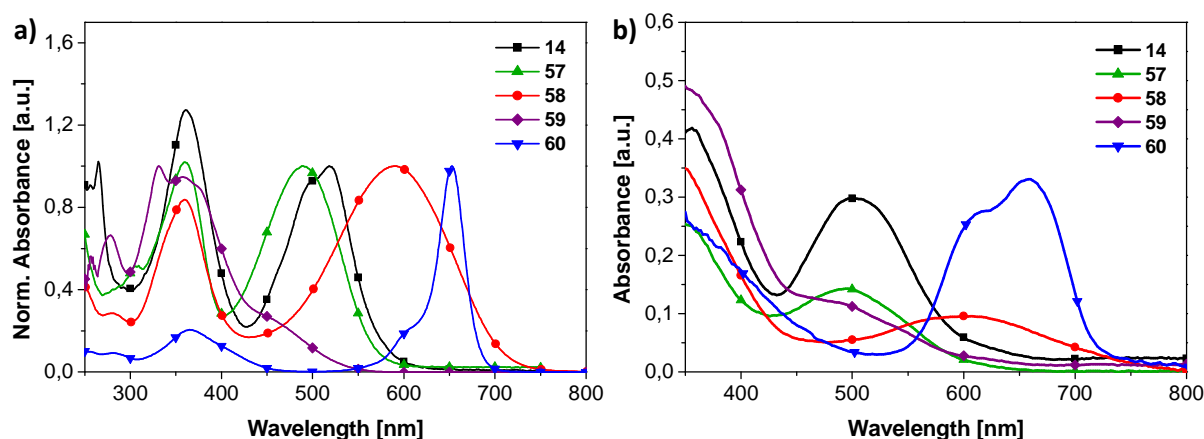 a)
Norm. Absorbance [a.u.]
1,6
1,2
0,8
0,4
0,0
300 400 500 600 700 800
Wavelength [nm]
14
57
58
59
60
b)
Absorbance [a.u.]
0,6
0,5
0,4
0,3
0,2
0,1
0,0
400 500 600 700 800
Wavelength [nm]
14
57
58
59
60